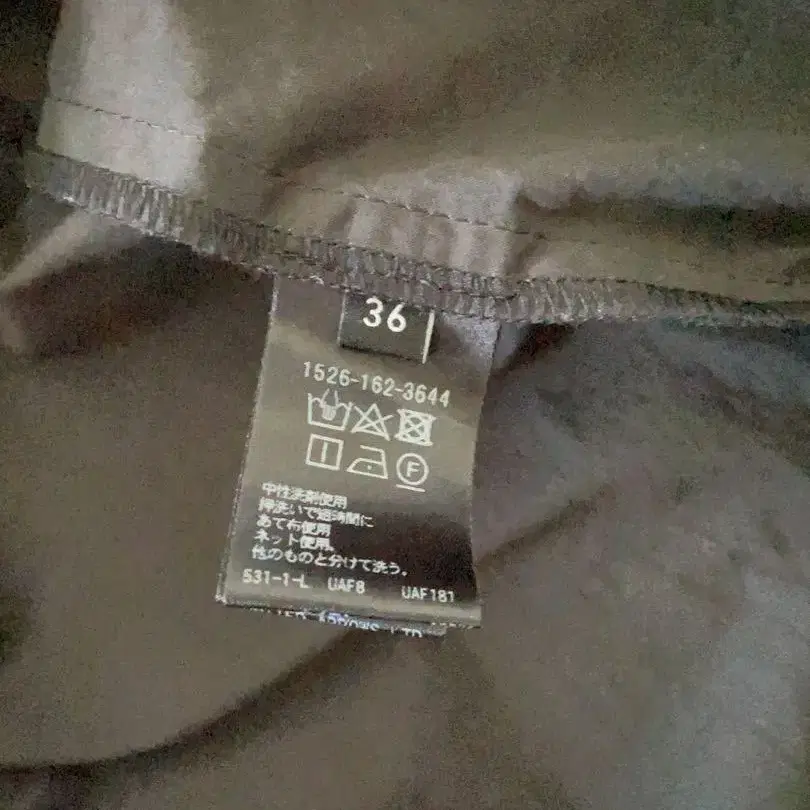 36
1526-162-3644
F
中性洗剤使用
押洗いで短時間に
あて布使用
ネット使用。
他のものと分けて洗う。
531-1-L UAF8 UAF181
ARROWS LTD